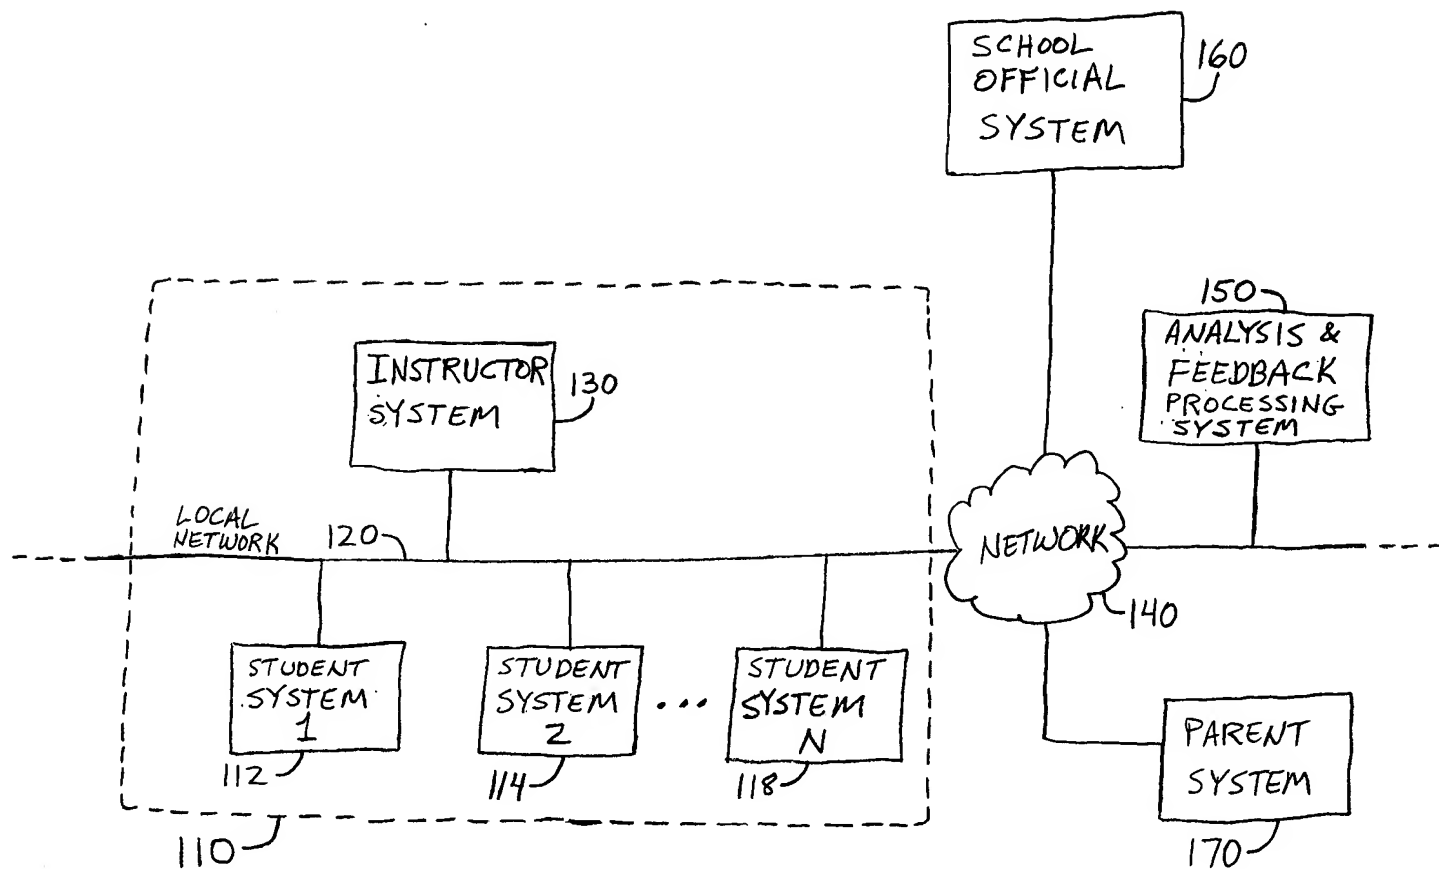 SCHOOL
OFFICIAL
SYSTEM
160
150
ANALYSIS &
FEEDBACK
PROCESSING
SYSTEM
INSTRUCTOR
SYSTEM
130
LOCAL
NETWORK
120
NETWORK
140
STUDENT
SYSTEM
1
112
STUDENT
SYSTEM
2
114
...
STUDENT
SYSTEM
N
118
110
PARENT
SYSTEM
170